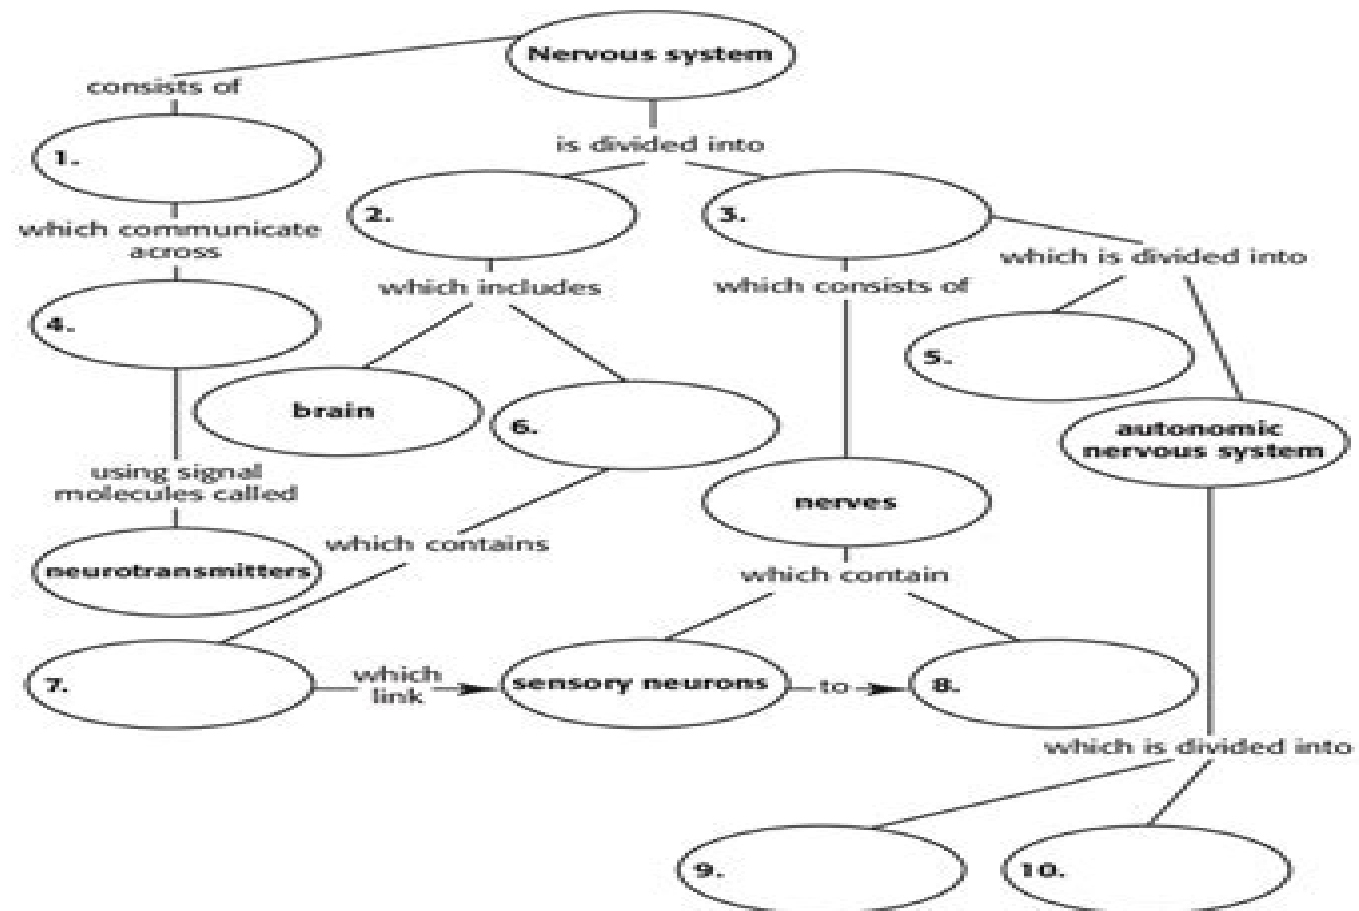 Nervous system
consists of
is divided into
1.
2.
3.
which communicate
across
which is divided into
which includes
which consists of
4.
5.
brain
6.
autonomic
nervous system
using signal
molecules called
nerves
which contains
neurotransmitters
which contain
7.
which
link
sensory neurons
to
8.
which is divided into
9.
10.